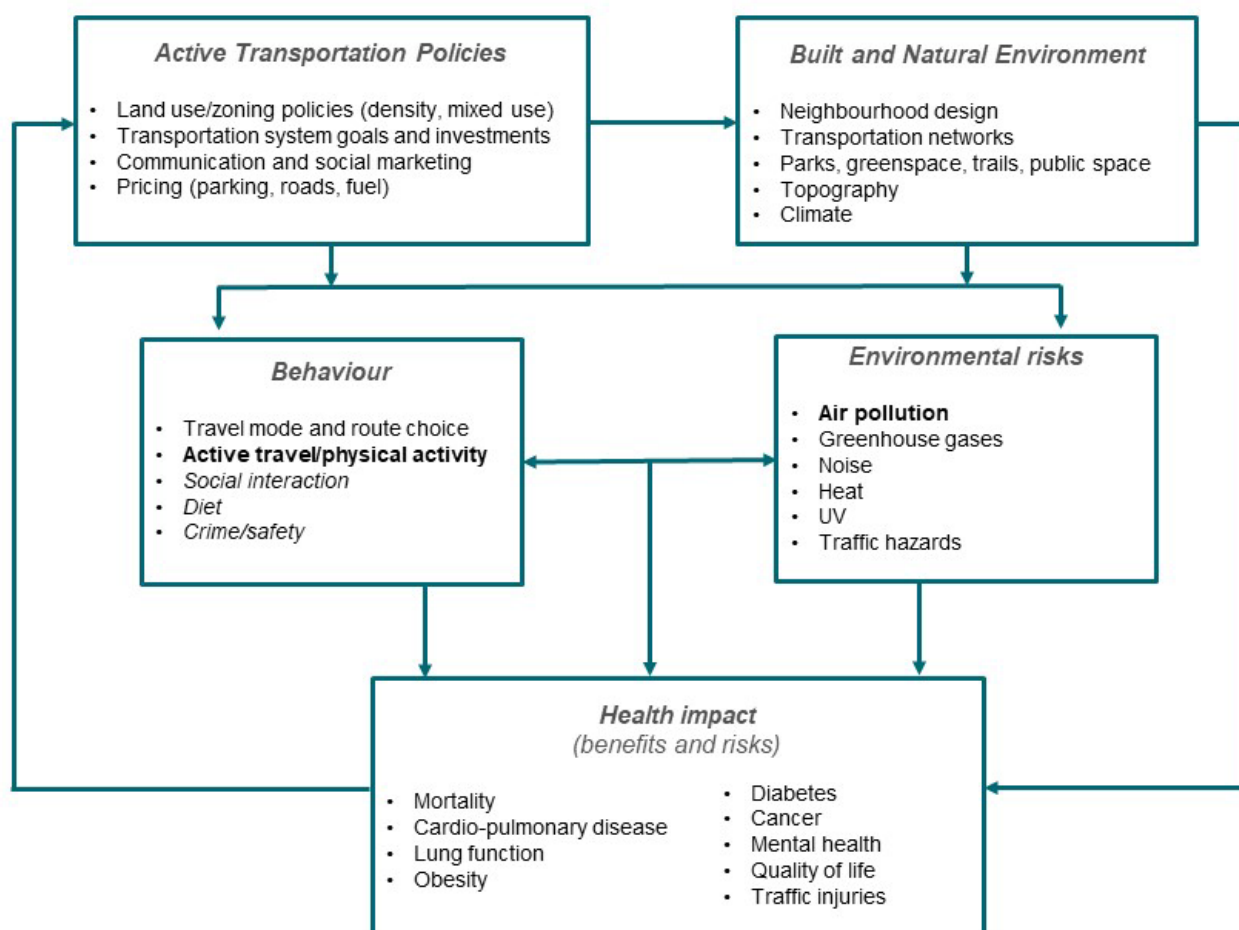 Active Transportation Policies
• Land use/zoning policies (density, mixed use)
• Transportation system goals and investments
• Communication and social marketing
• Pricing (parking, roads, fuel)
Built and Natural Environment
• Neighbourhood design
• Transportation networks
• Parks, greenspace, trails, public space
• Topography
• Climate
Behaviour
• Travel mode and route choice
• Active travel/physical activity
• Social interaction
• Diet
• Crime/safety
Environmental risks
• Air pollution
• Greenhouse gases
• Noise
• Heat
• UV
• Traffic hazards
Health impact
(benefits and risks)
• Mortality
• Cardio-pulmonary disease
• Lung function
• Obesity
• Diabetes
• Cancer
• Mental health
• Quality of life
• Traffic injuries